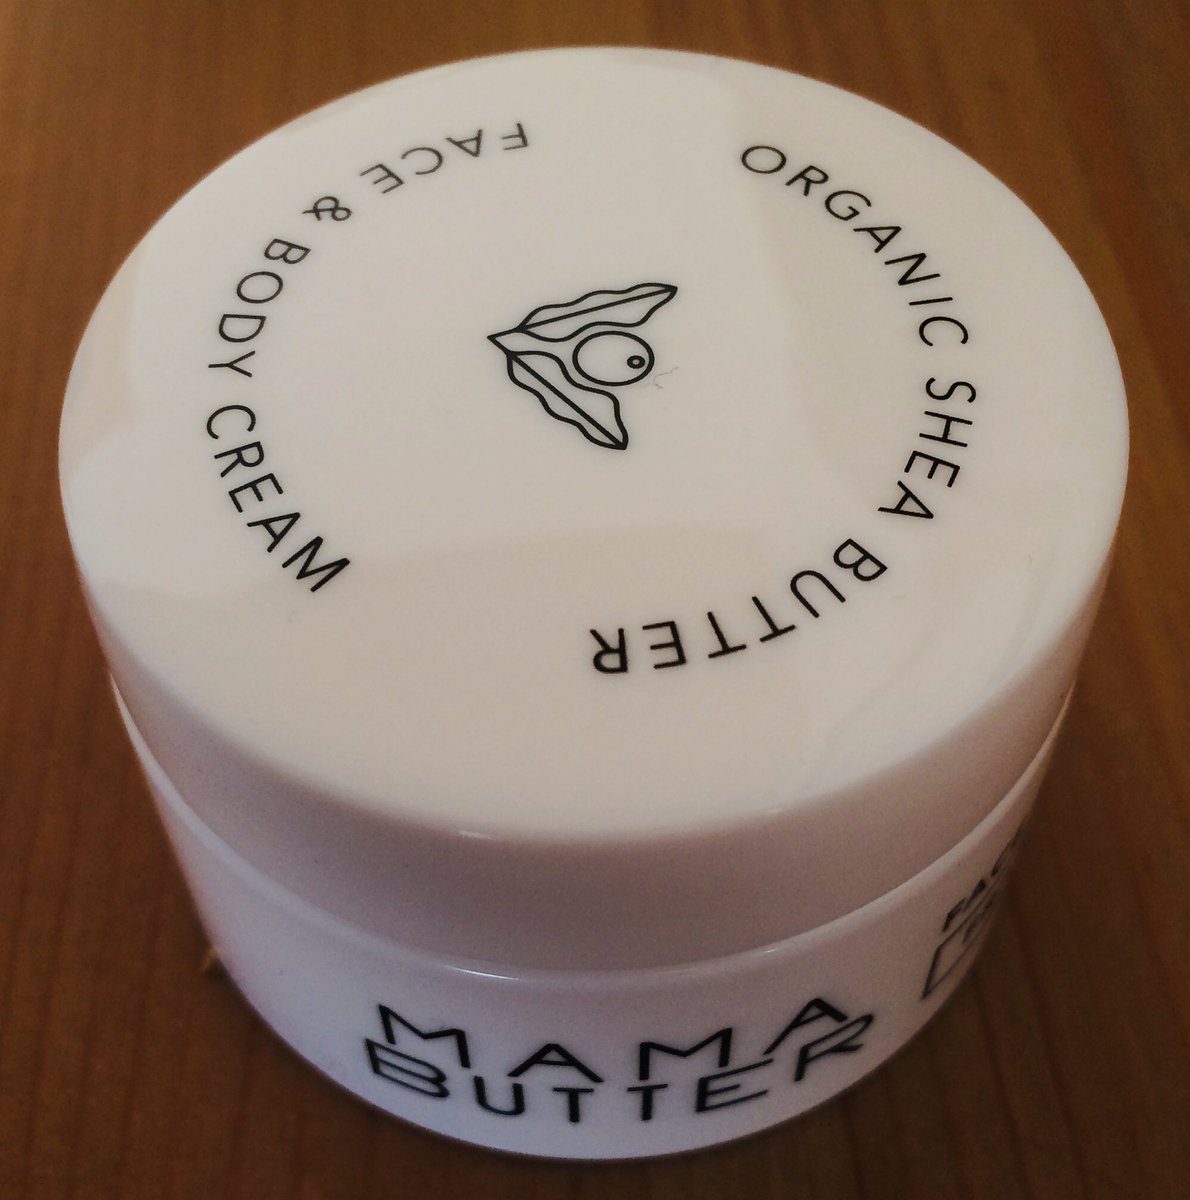 ORGANIC SHEA BUTTER
FACE & BODY CREAM
MAMA
BUTTER